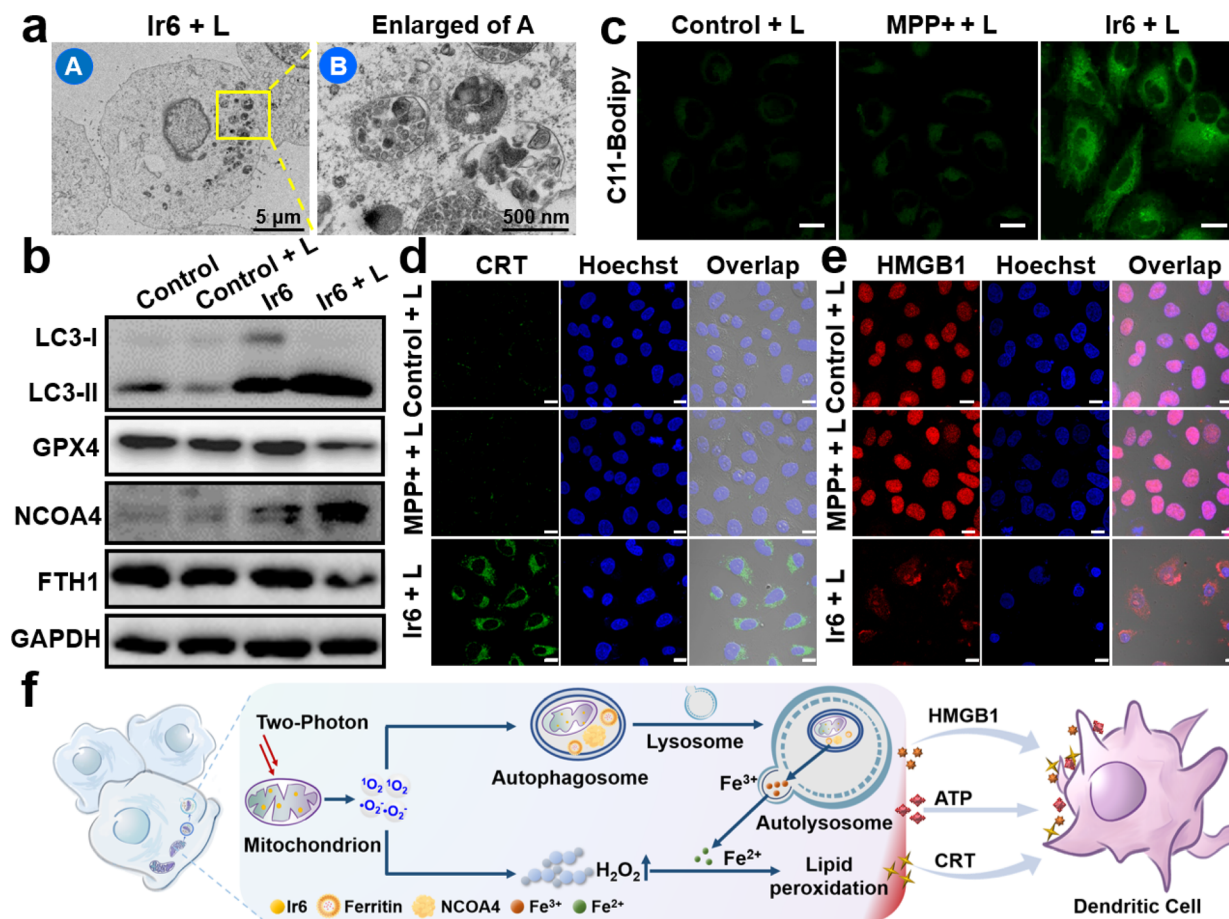 a
Ir6 + L
Enlarged of A
A
B
5 μm
500 nm
c
Control + L
MPP+ + L
Ir6 + L
C11-Bodipy
b
Control
Control + L
Ir6
Ir6 + L
LC3-I
LC3-II
GPX4
NCOA4
FTH1
GAPDH
d
CRT
Hoechst
Overlap
Control + L
MPP+ + L
Ir6 + L
e
HMGB1
Hoechst
Overlap
Control + L
MPP+ + L
Ir6 + L
f
Two-Photon
Mitochondrion
¹O₂ ¹O₂
•O₂⁻•O₂⁻
Autophagosome
Lysosome
Fe³⁺
Autolysosome
H₂O₂
Fe²⁺
Lipid
peroxidation
HMGB1
ATP
CRT
Dendritic Cell
Ir6
Ferritin
NCOA4
Fe³⁺
Fe²⁺